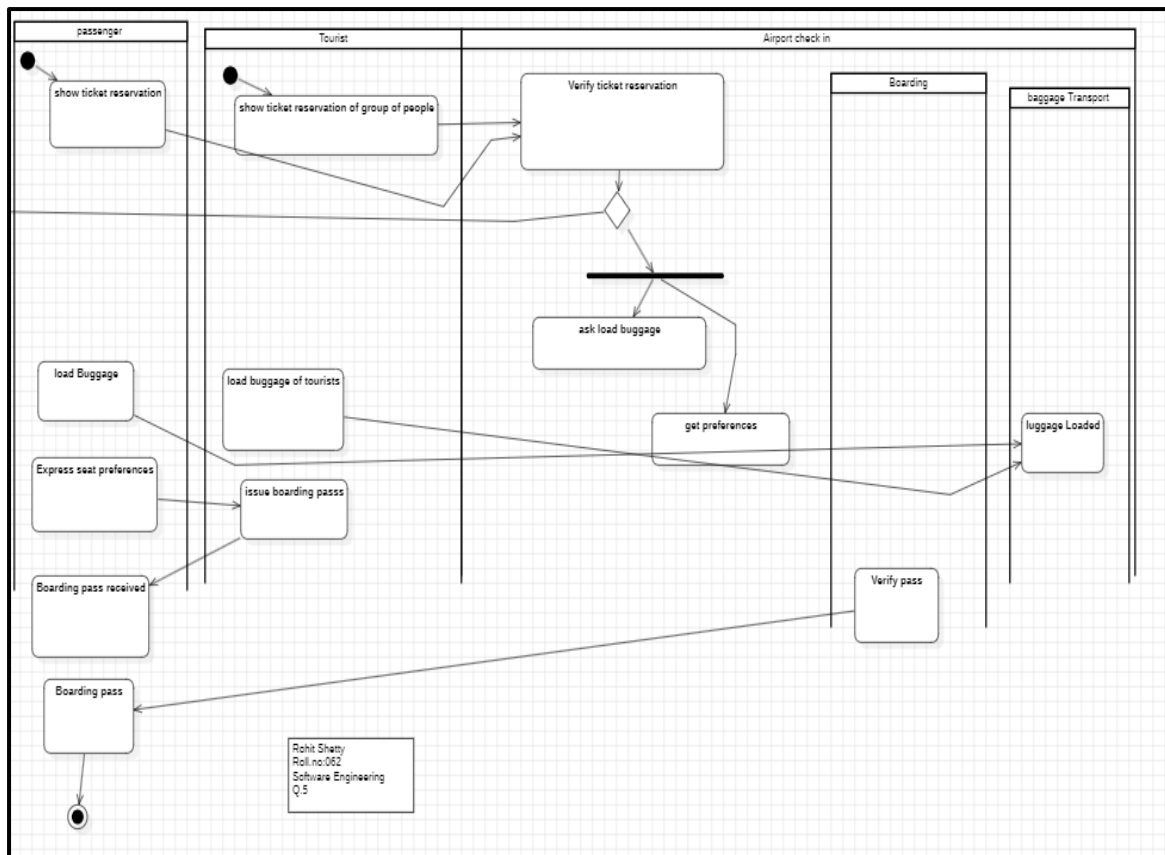 passenger
Tourist
Airport check in
show ticket reservation
show ticket reservation of group of people
Verify ticket reservation
Boarding
baggage Transport
ask load buggage
load Buggage
load buggage of tourists
get preferences
luggage Loaded
Express seat preferences
issue boarding passs
Boarding pass received
Verify pass
Boarding pass
Rohit Shetty
Roll.no:062
Software Engineering
Q.5